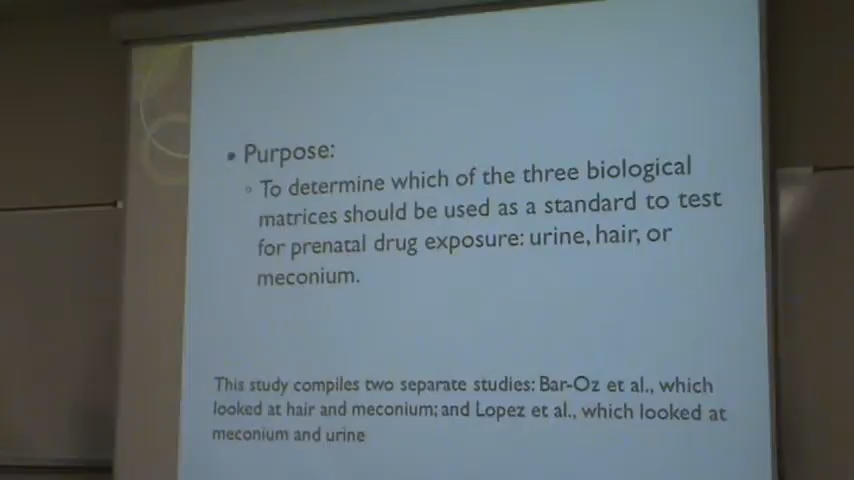 • Purpose:
◦ To determine which of the three biological
matrices should be used as a standard to test
for prenatal drug exposure: urine, hair, or
meconium.
This study compiles two separate studies: Bar-Oz et al., which
looked at hair and meconium; and Lopez et al., which looked at
meconium and urine